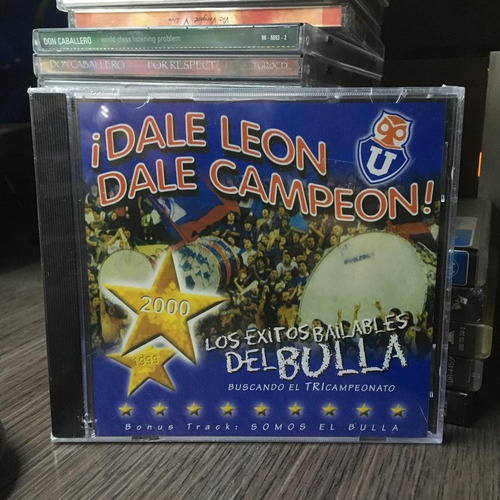 DON CABALLERO world class listening problem
DON CABALLERO FOR RESPECT TG120CD
¡DALE LEON
DALE CAMPEON!
U
2000
1999
LOS EXITOS BAILABLES
DEL BULLA
BUSCANDO EL TRICAMPEONATO
Bonus Track: SOMOS EL BULLA